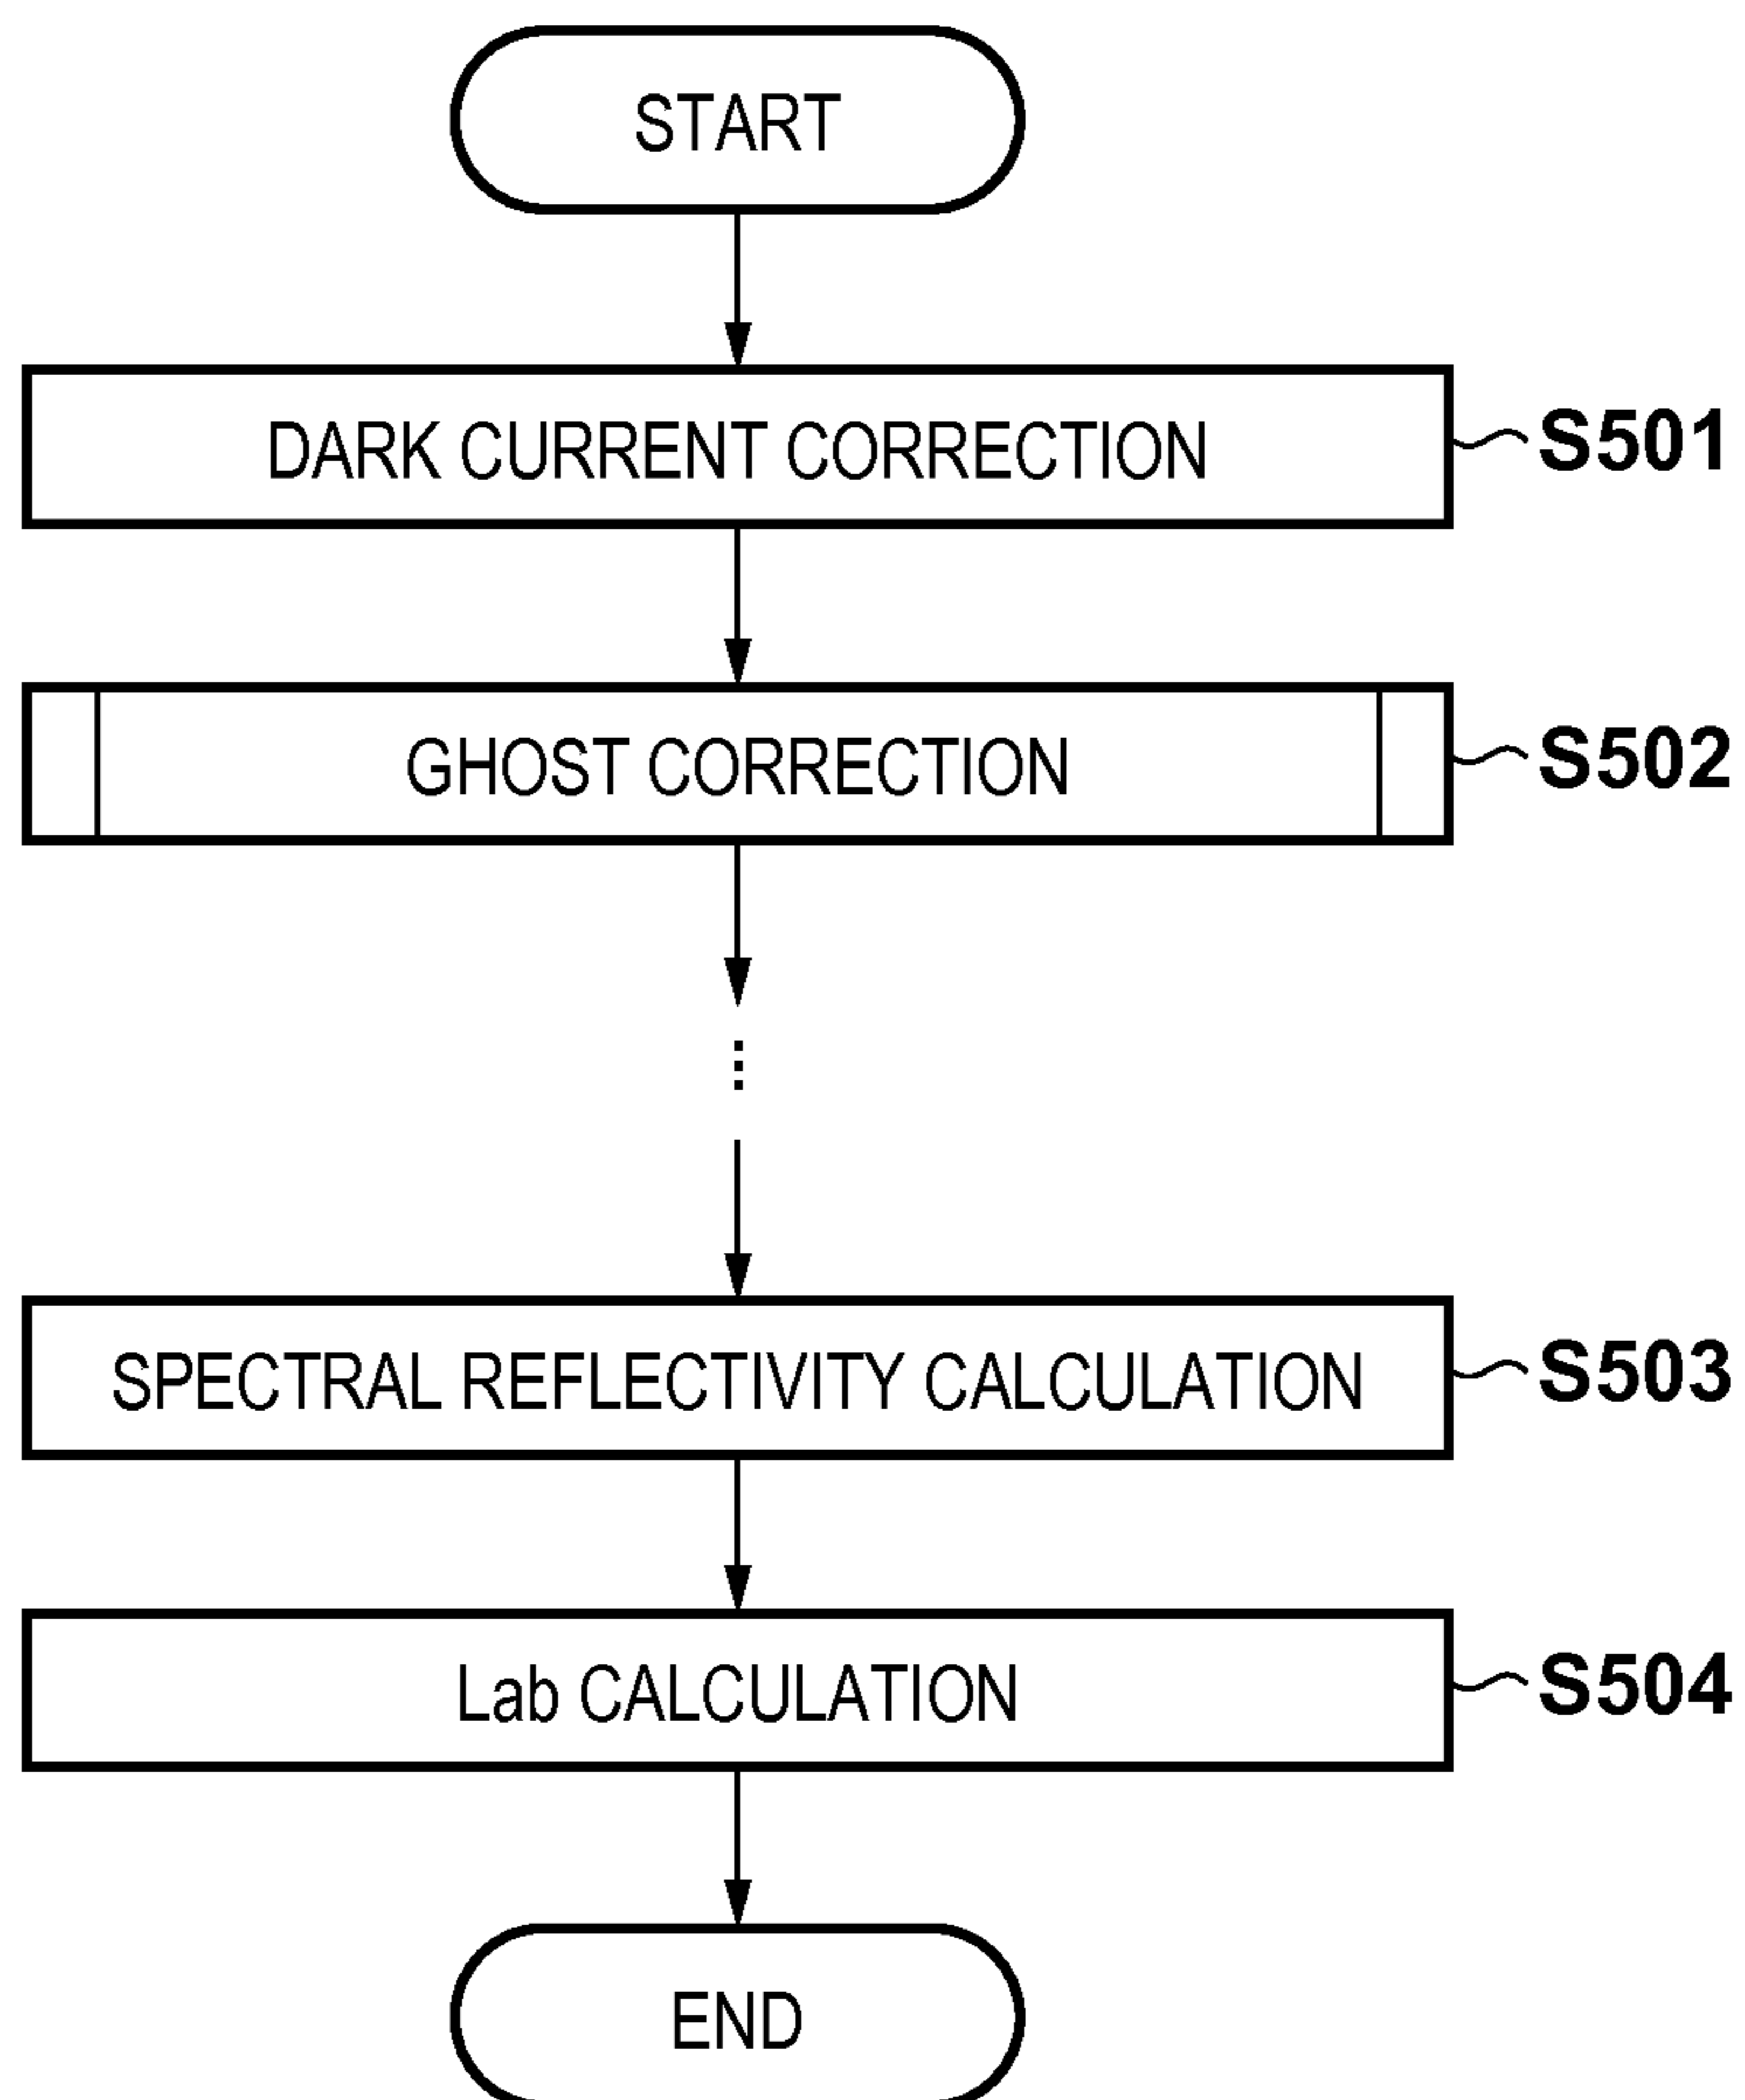 START
DARK CURRENT CORRECTION
S501
GHOST CORRECTION
S502
SPECTRAL REFLECTIVITY CALCULATION
S503
Lab CALCULATION
S504
END